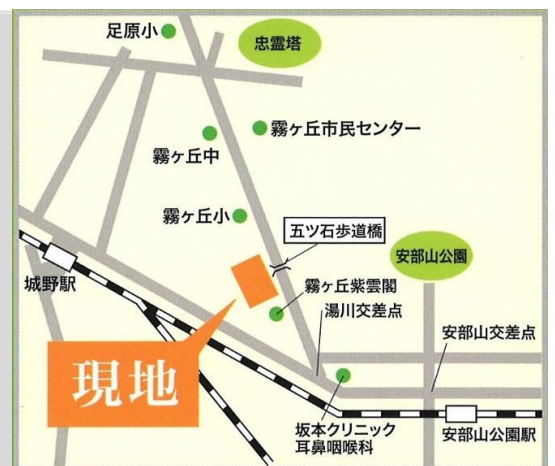 足原小
忠霊塔
霧ヶ丘市民センター
霧ヶ丘中
霧ヶ丘小
五ツ石歩道橋
安部山公園
城野駅
霧ヶ丘紫雲閣
湯川交差点
安部山交差点
現地
坂本クリニック
耳鼻咽喉科
安部山公園駅